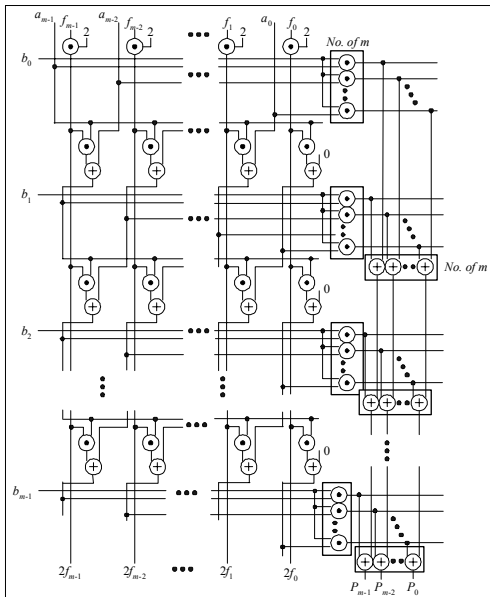 a_{m-1} f_{m-1} 2 a_{m-2} f_{m-2} 2 f_1 2 a_0 f_0 2
No. of m
b_0
0
b_1
0
No. of m
b_2
0
b_{m-1}
2f_{m-1} 2f_{m-2} 2f_1 2f_0
P_{m-1} P_{m-2} P_0